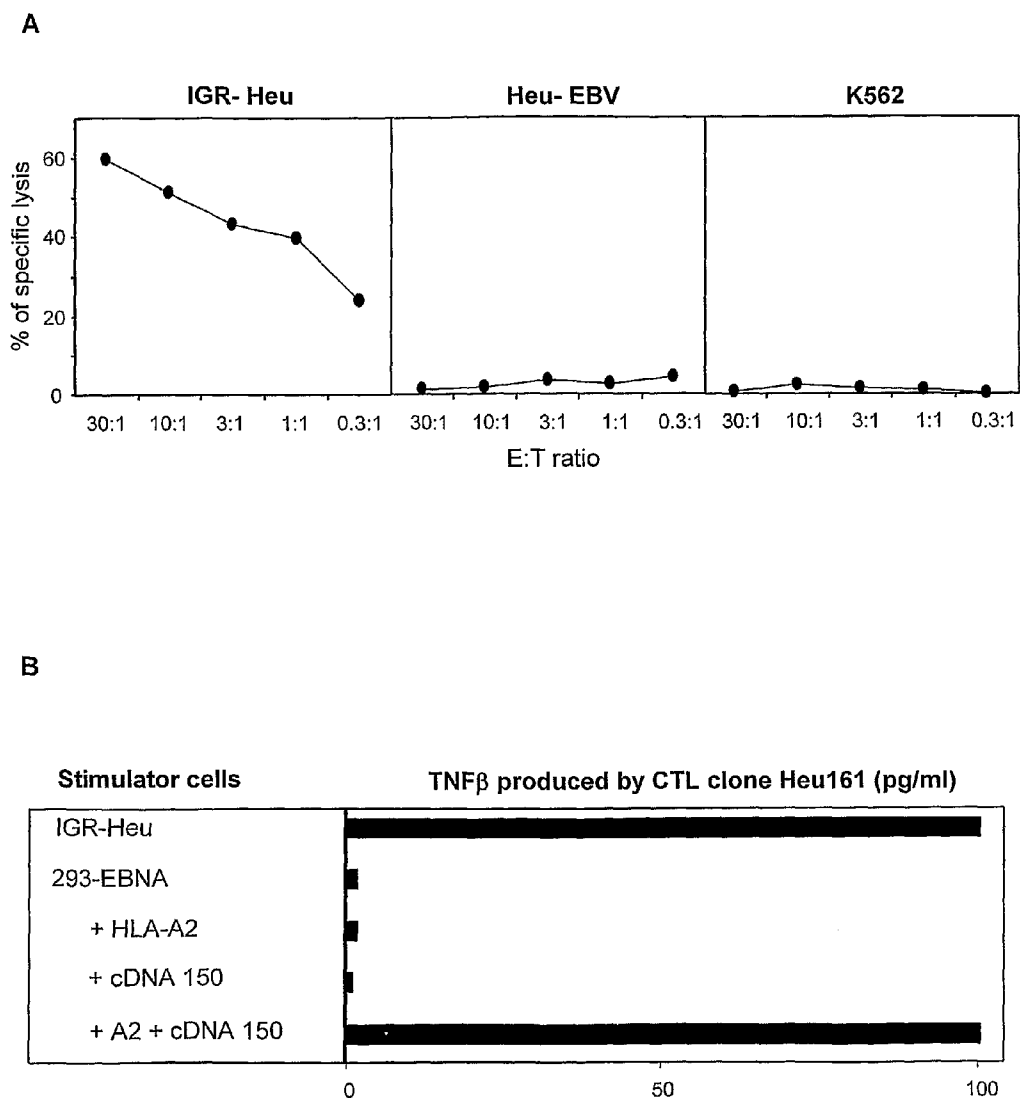 A
IGR- Heu Heu- EBV K562
% of specific lysis
60
40
20
0
30:1 10:1 3:1 1:1 0.3:1 30:1 10:1 3:1 1:1 0.3:1 30:1 10:1 3:1 1:1 0.3:1
E:T ratio
B
Stimulator cells TNFβ produced by CTL clone Heu161 (pg/ml)
IGR-Heu
293-EBNA
+ HLA-A2
+ cDNA 150
+ A2 + cDNA 150
0 50 100